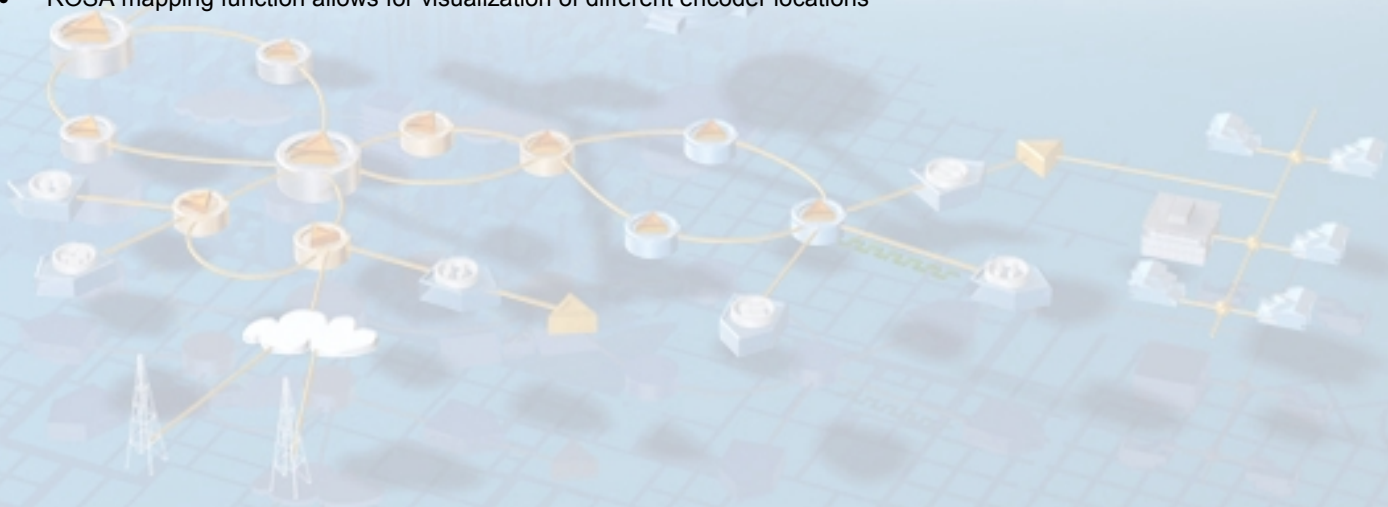 • ROSA mapping function allows for visualization of different encoder locations